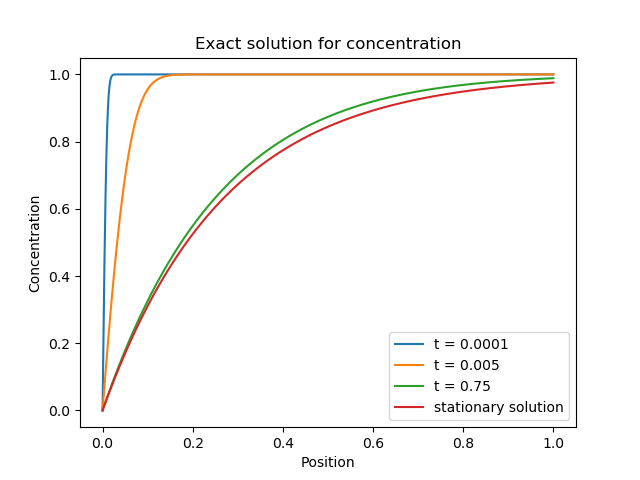 Exact solution for concentration
1.0
0.8
0.6
0.4
0.2
0.0
Concentration
t = 0.0001
t = 0.005
t = 0.75
stationary solution
0.0 0.2 0.4 0.6 0.8 1.0
Position